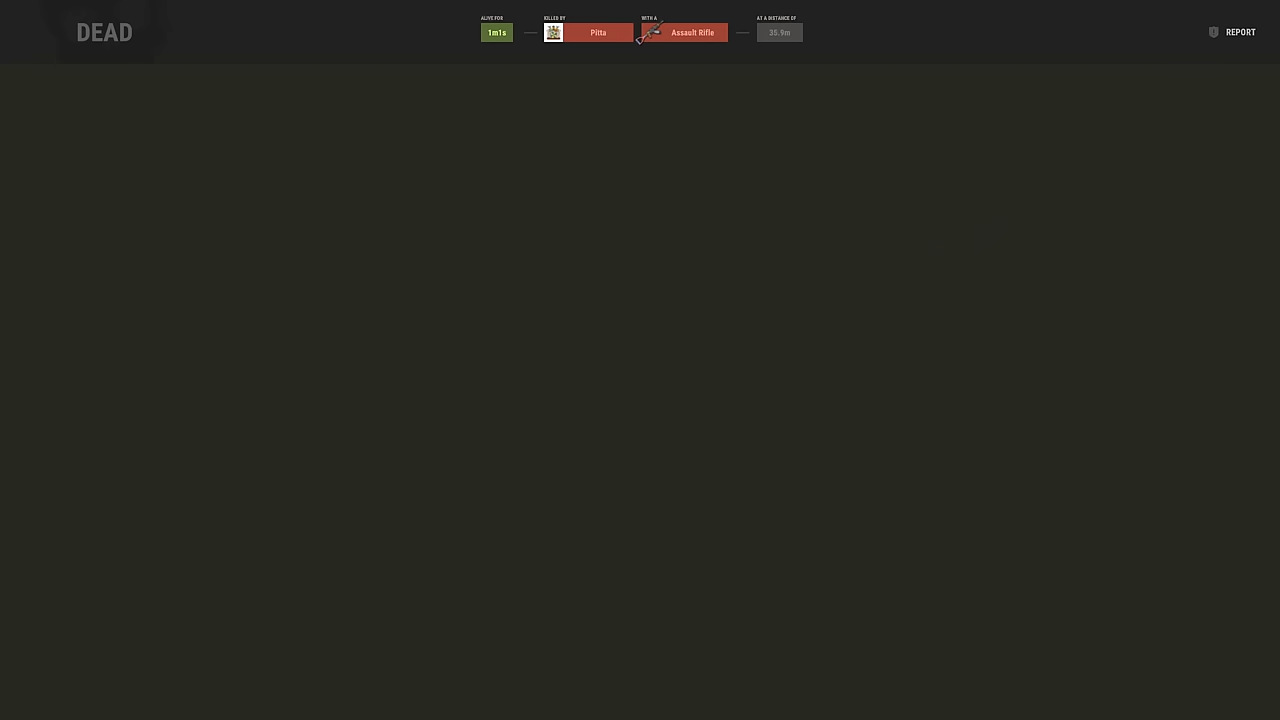 DEAD
ALIVE FOR
1m1s
KILLED BY
Pitta
WITH A
Assault Rifle
AT A DISTANCE OF
35.9m
REPORT